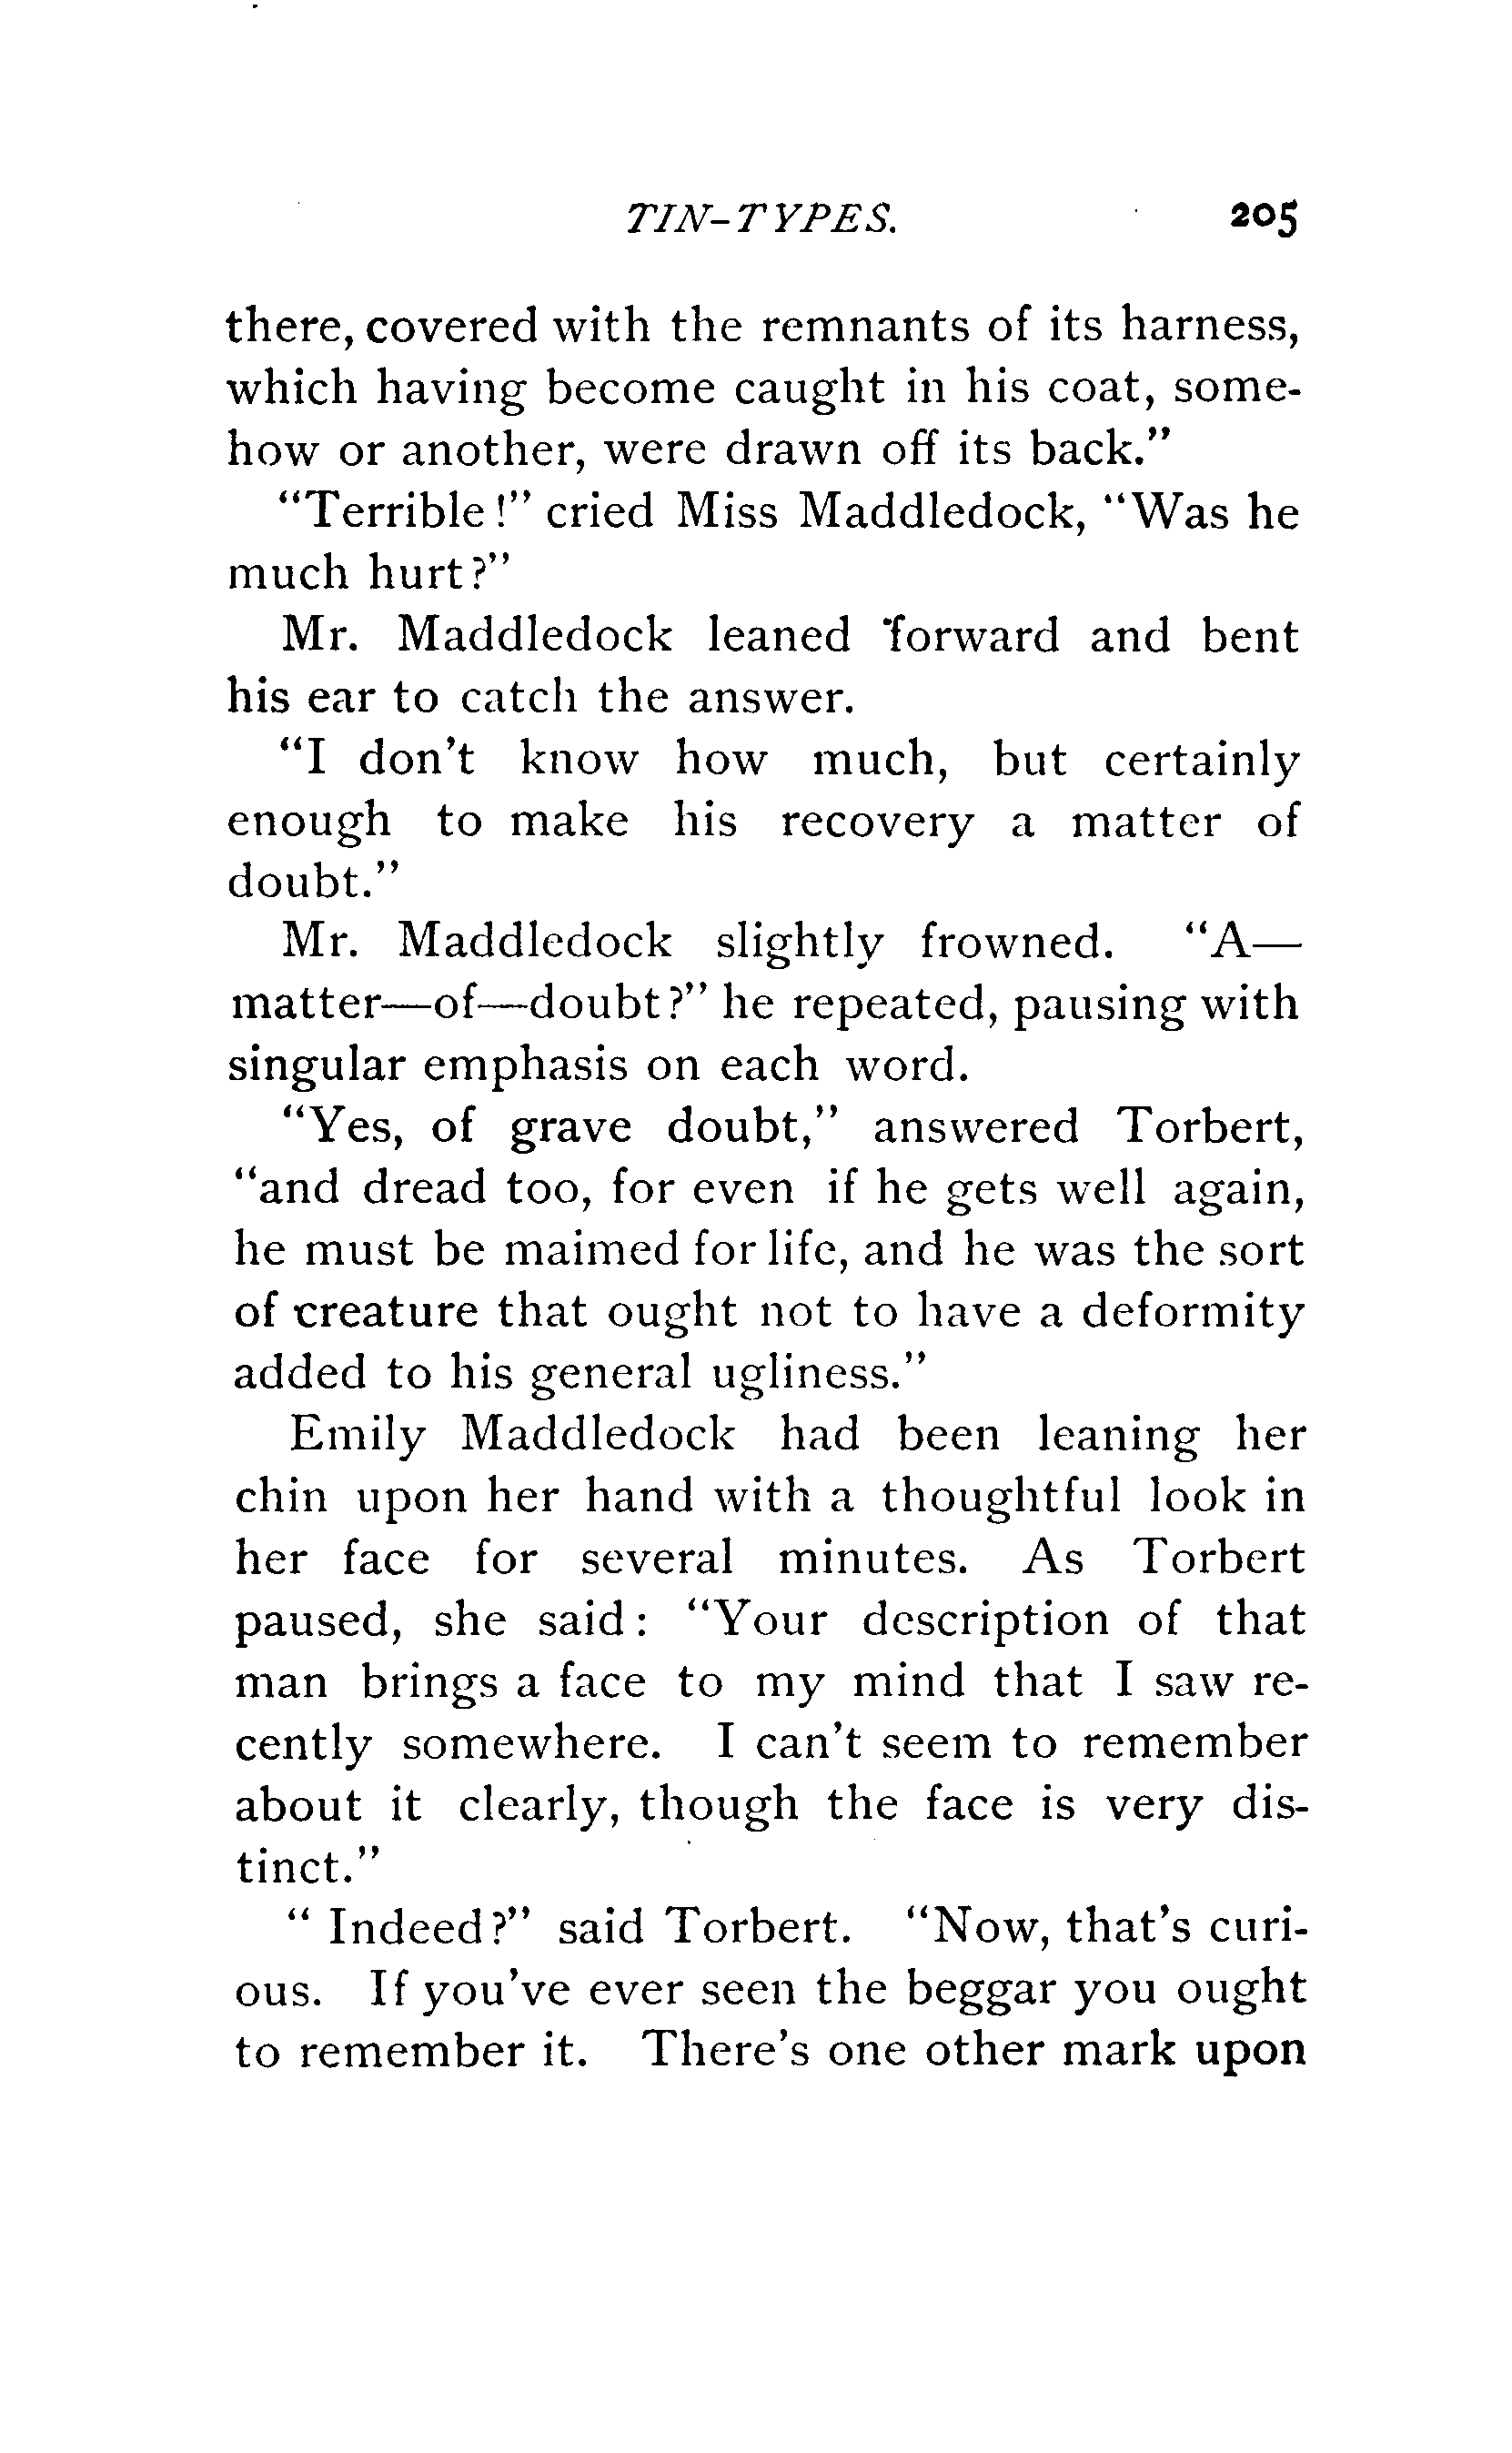 TIN-TYPES. 205
there, covered with the remnants of its harness,
which having become caught in his coat, some-
how or another, were drawn off its back."
"Terrible!" cried Miss Maddledock, "Was he
much hurt?"
Mr. Maddledock leaned forward and bent
his ear to catch the answer.
"I don't know how much, but certainly
enough to make his recovery a matter of
doubt."
Mr. Maddledock slightly frowned. "A—
matter—of—doubt?" he repeated, pausing with
singular emphasis on each word.
"Yes, of grave doubt," answered Torbert,
"and dread too, for even if he gets well again,
he must be maimed for life, and he was the sort
of creature that ought not to have a deformity
added to his general ugliness."
Emily Maddledock had been leaning her
chin upon her hand with a thoughtful look in
her face for several minutes. As Torbert
paused, she said: "Your description of that
man brings a face to my mind that I saw re-
cently somewhere. I can't seem to remember
about it clearly, though the face is very dis-
tinct."
"Indeed?" said Torbert. "Now, that's curi-
ous. If you've ever seen the beggar you ought
to remember it. There's one other mark upon